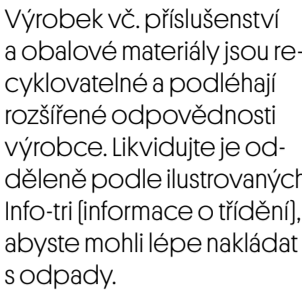 Výrobek vč. příslušenství
a obalové materiály jsou re-
cyklovatelné a podléhají
rozšířené odpovědnosti
výrobce. Likvidujte je od-
děleně podle ilustrovaných
Info-tri (informace o třídění),
abyste mohli lépe nakládat
s odpady.